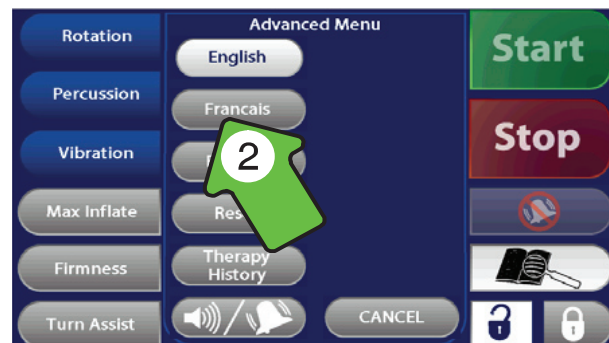 Advanced Menu
Rotation
Percussion
Vibration
Max Inflate
Firmness
Turn Assist
English
Francais
2
Therapy
History
CANCEL
Start
Stop